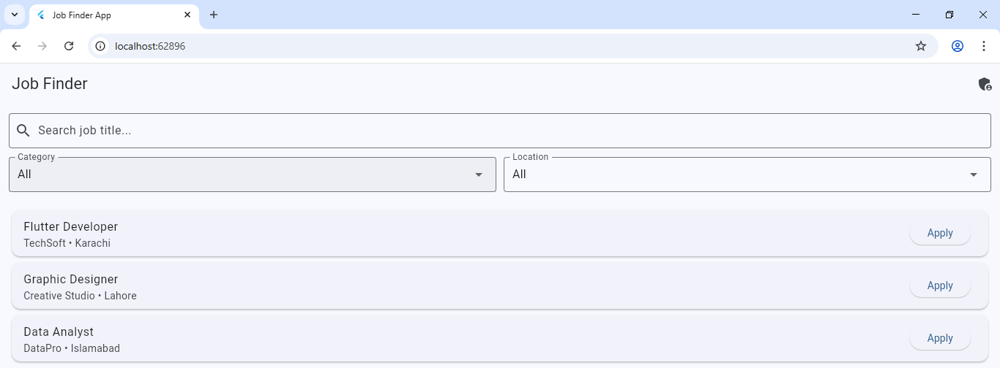 Job Finder App
localhost:62896
Job Finder
Search job title...
Category
All
Location
All
Flutter Developer
TechSoft • Karachi
Apply
Graphic Designer
Creative Studio • Lahore
Apply
Data Analyst
DataPro • Islamabad
Apply